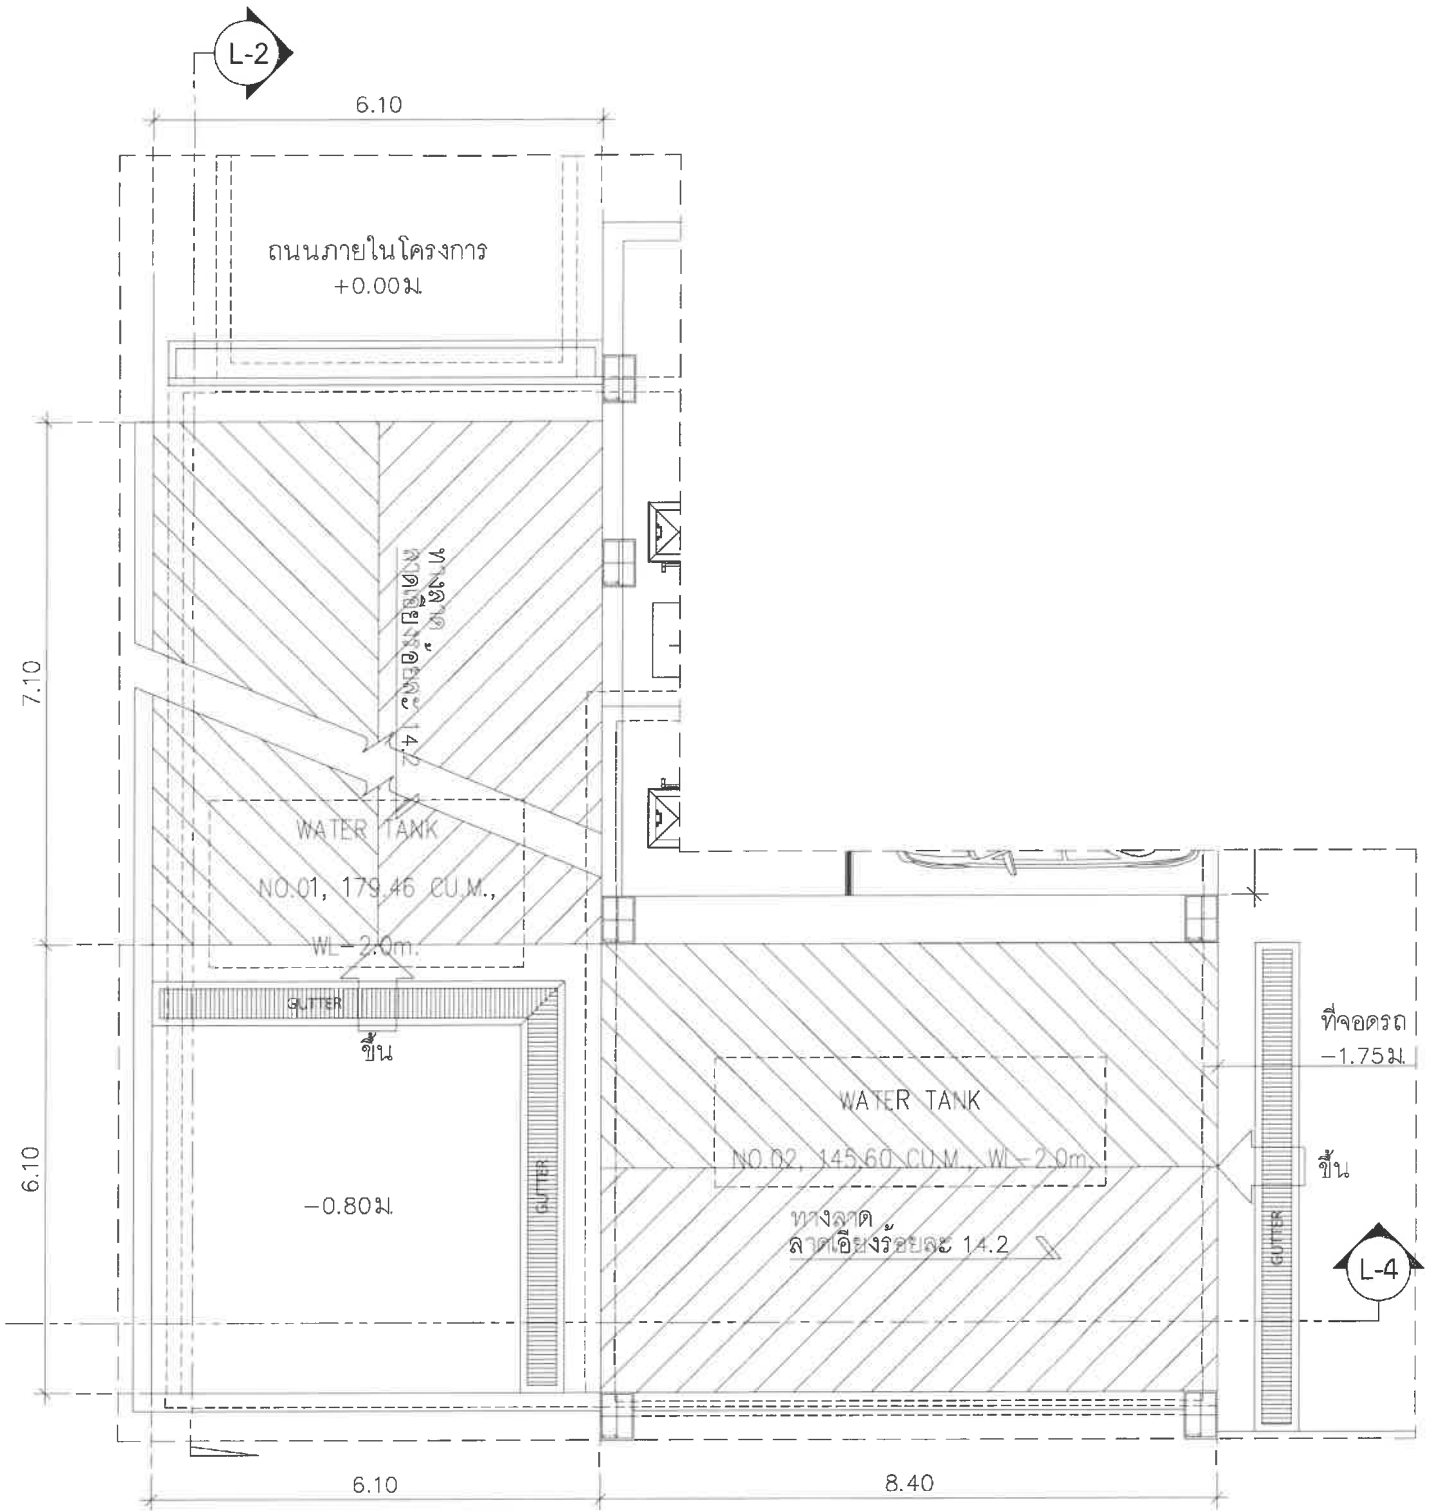 L-2
6.10
ถนนภายในโครงการ
+0.00ม.
7.10
ทางลาด
ลาดเอียงร้อยละ 14.2
WATER TANK
NO.01, 179.46 CU.M.,
WL-2.0m.
GUTTER
ขึ้น
6.10
-0.80ม.
GUTTER
WATER TANK
NO.02, 145.60 CU.M., WL-2.0m.
ทางลาด
ลาดเอียงร้อยละ 14.2
ที่จอดรถ
-1.75ม.
ขึ้น
GUTTER
L-4
6.10
8.40